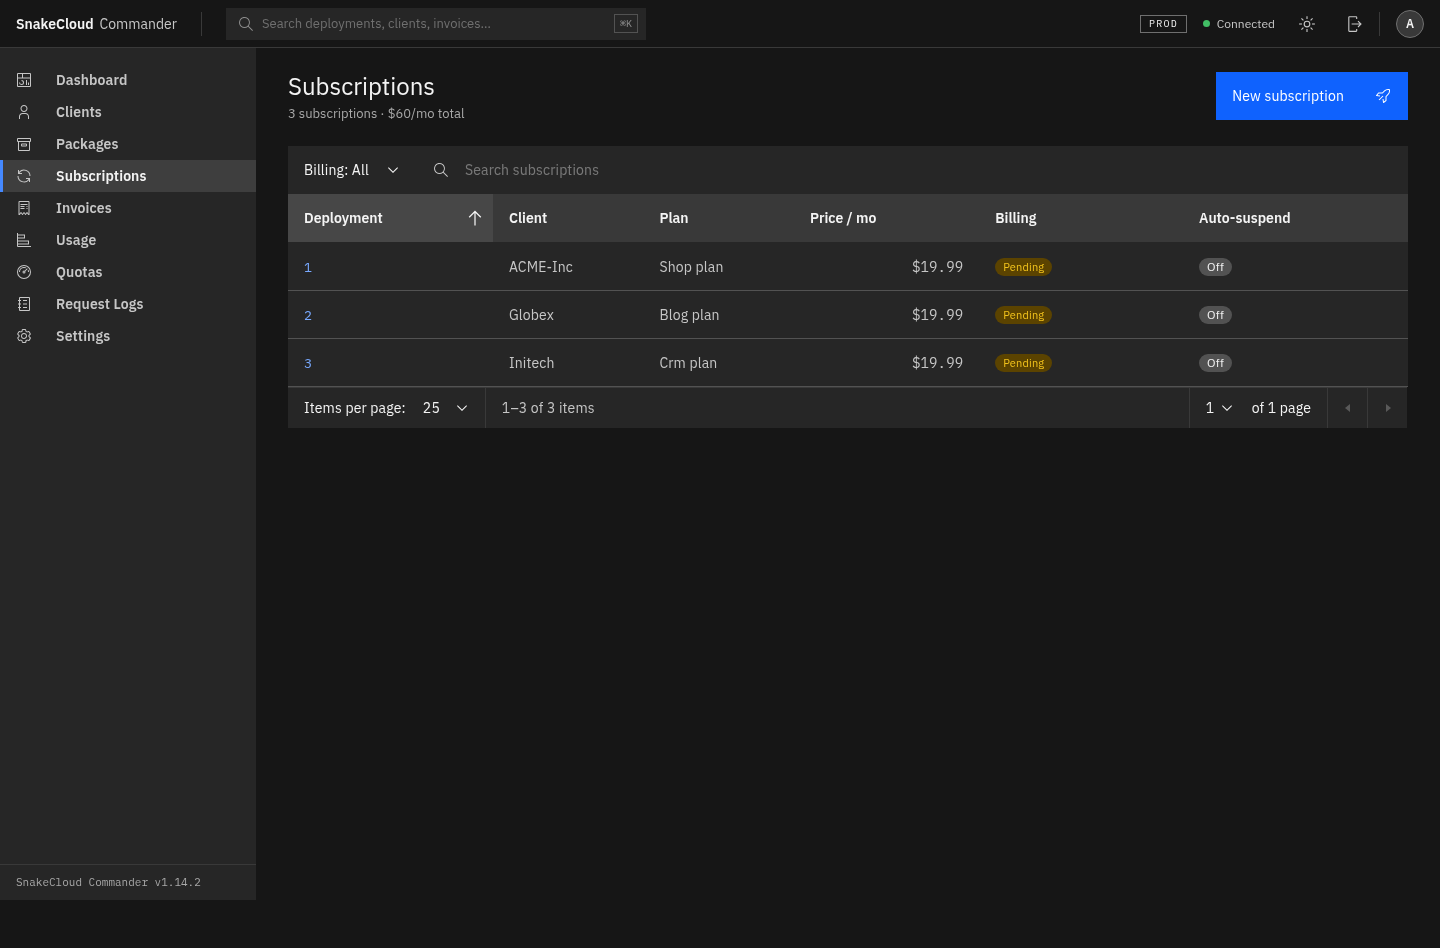 SnakeCloud Commander
Search deployments, clients, invoices...
⌘K
PROD
Connected
A
Dashboard
Clients
Packages
Subscriptions
Invoices
Usage
Quotas
Request Logs
Settings
SnakeCloud Commander v1.14.2
Subscriptions
3 subscriptions · $60/mo total
New subscription
Billing: All
Search subscriptions
Deployment Client Plan Price / mo Billing Auto-suspend
1 ACME-Inc Shop plan $19.99 Pending Off
2 Globex Blog plan $19.99 Pending Off
3 Initech Crm plan $19.99 Pending Off
Items per page: 25 1–3 of 3 items 1 of 1 page